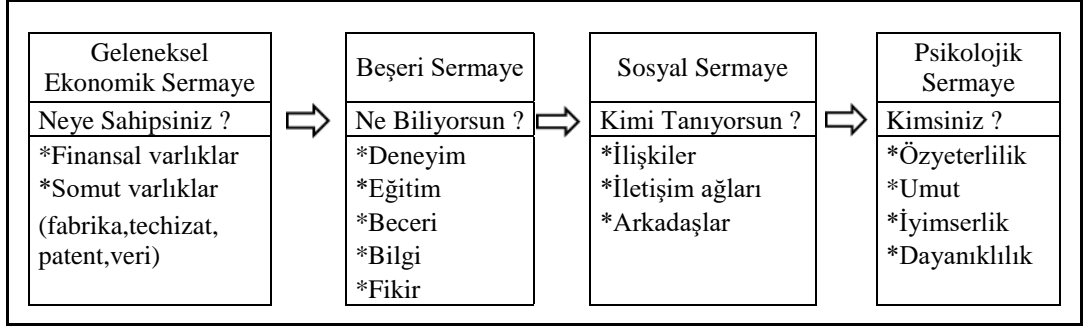 Geleneksel
Ekonomik Sermaye
Neye Sahipsiniz ?
*Finansal varlıklar
*Somut varlıklar
(fabrika,techizat,
patent,veri)
Beşeri Sermaye
Ne Biliyorsun ?
*Deneyim
*Eğitim
*Beceri
*Bilgi
*Fikir
Sosyal Sermaye
Kimi Tanıyorsun ?
*İlişkiler
*İletişim ağları
*Arkadaşlar
Psikolojik
Sermaye
Kimsiniz ?
*Özyeterlilik
*Umut
*İyimserlik
*Dayanıklılık